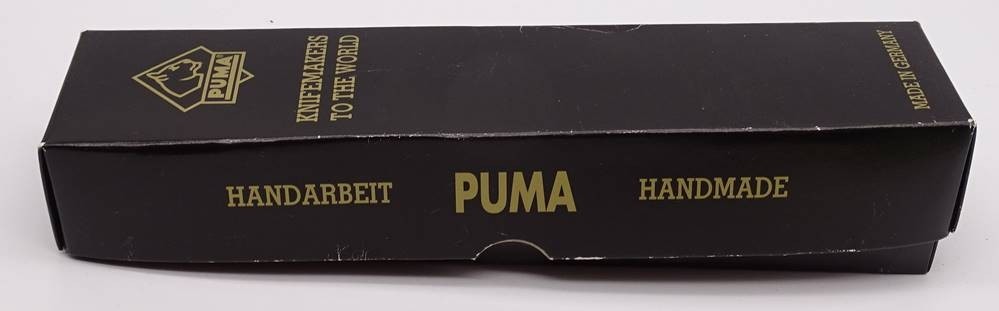 PUMA
KNIFEMAKERS
TO THE WORLD
MADE IN GERMANY
HANDARBEIT PUMA HANDMADE